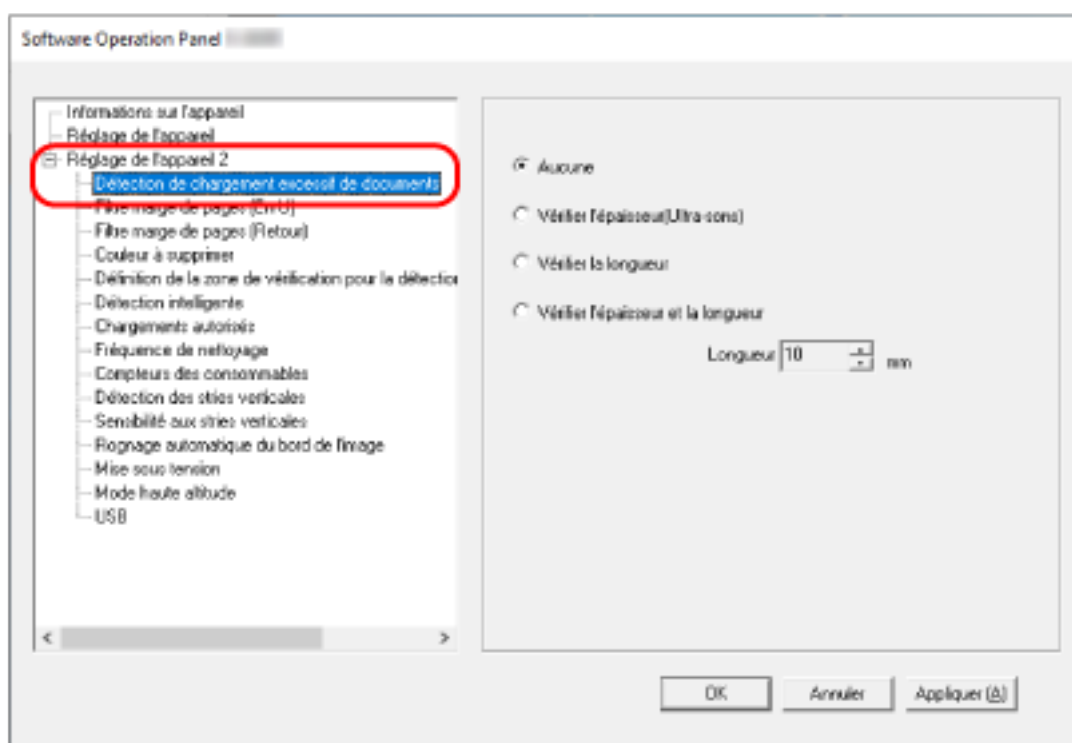 Software Operation Panel
Informations sur l'appareil
Réglage de l'appareil
Réglage de l'appareil 2
Détection de chargement excessif de documents
Filtre marge de pages (En U)
Filtre marge de pages (Retour)
Couleur à supprimer
Définition de la zone de vérification pour la détection
Détection intelligente
Chargements autorisés
Fréquence de nettoyage
Compteurs des consommables
Détection des stries verticales
Sensibilité aux stries verticales
Rognage automatique du bord de l'image
Mise sous tension
Mode haute altitude
USB
Aucune
Vérifier l'épaisseur(Ultra-sons)
Vérifier la longueur
Vérifier l'épaisseur et la longueur
Longueur 10 mm
OK Annuler Appliquer (A)